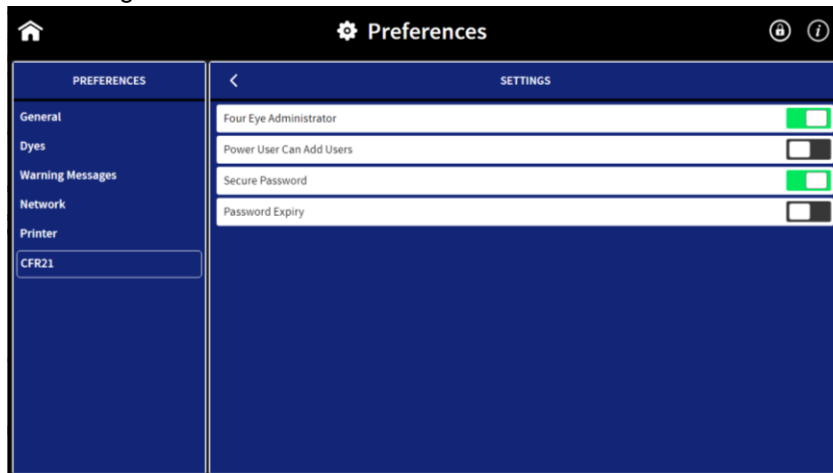 Preferences
PREFERENCES
General
Dyes
Warning Messages
Network
Printer
CFR21
SETTINGS
Four Eye Administrator
Power User Can Add Users
Secure Password
Password Expiry